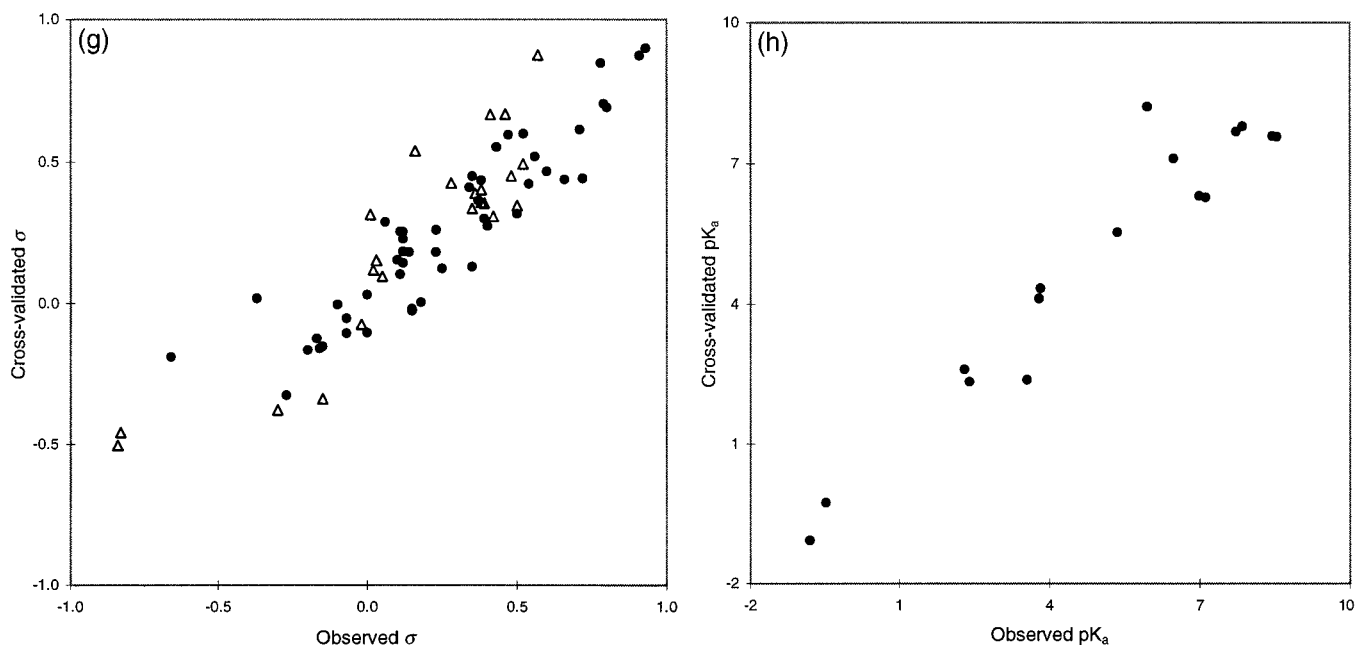 (g)
1.0
0.5
0.0
-0.5
-1.0
Cross-validated σ
-1.0 -0.5 0.0 0.5 1.0
Observed σ
(h)
10
7
4
1
-2
Cross-validated pKa
-2 1 4 7 10
Observed pKa